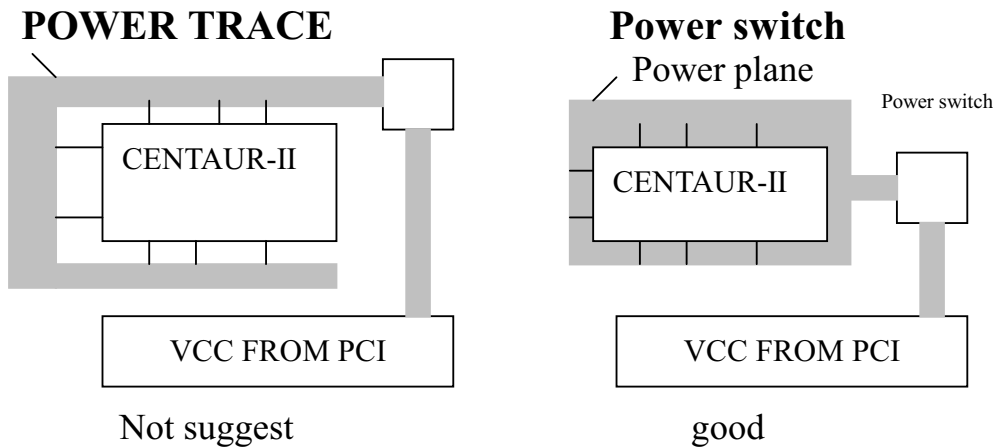 POWER TRACE
CENTAUR-II
VCC FROM PCI
Not suggest
Power switch
Power plane
Power switch
CENTAUR-II
VCC FROM PCI
good